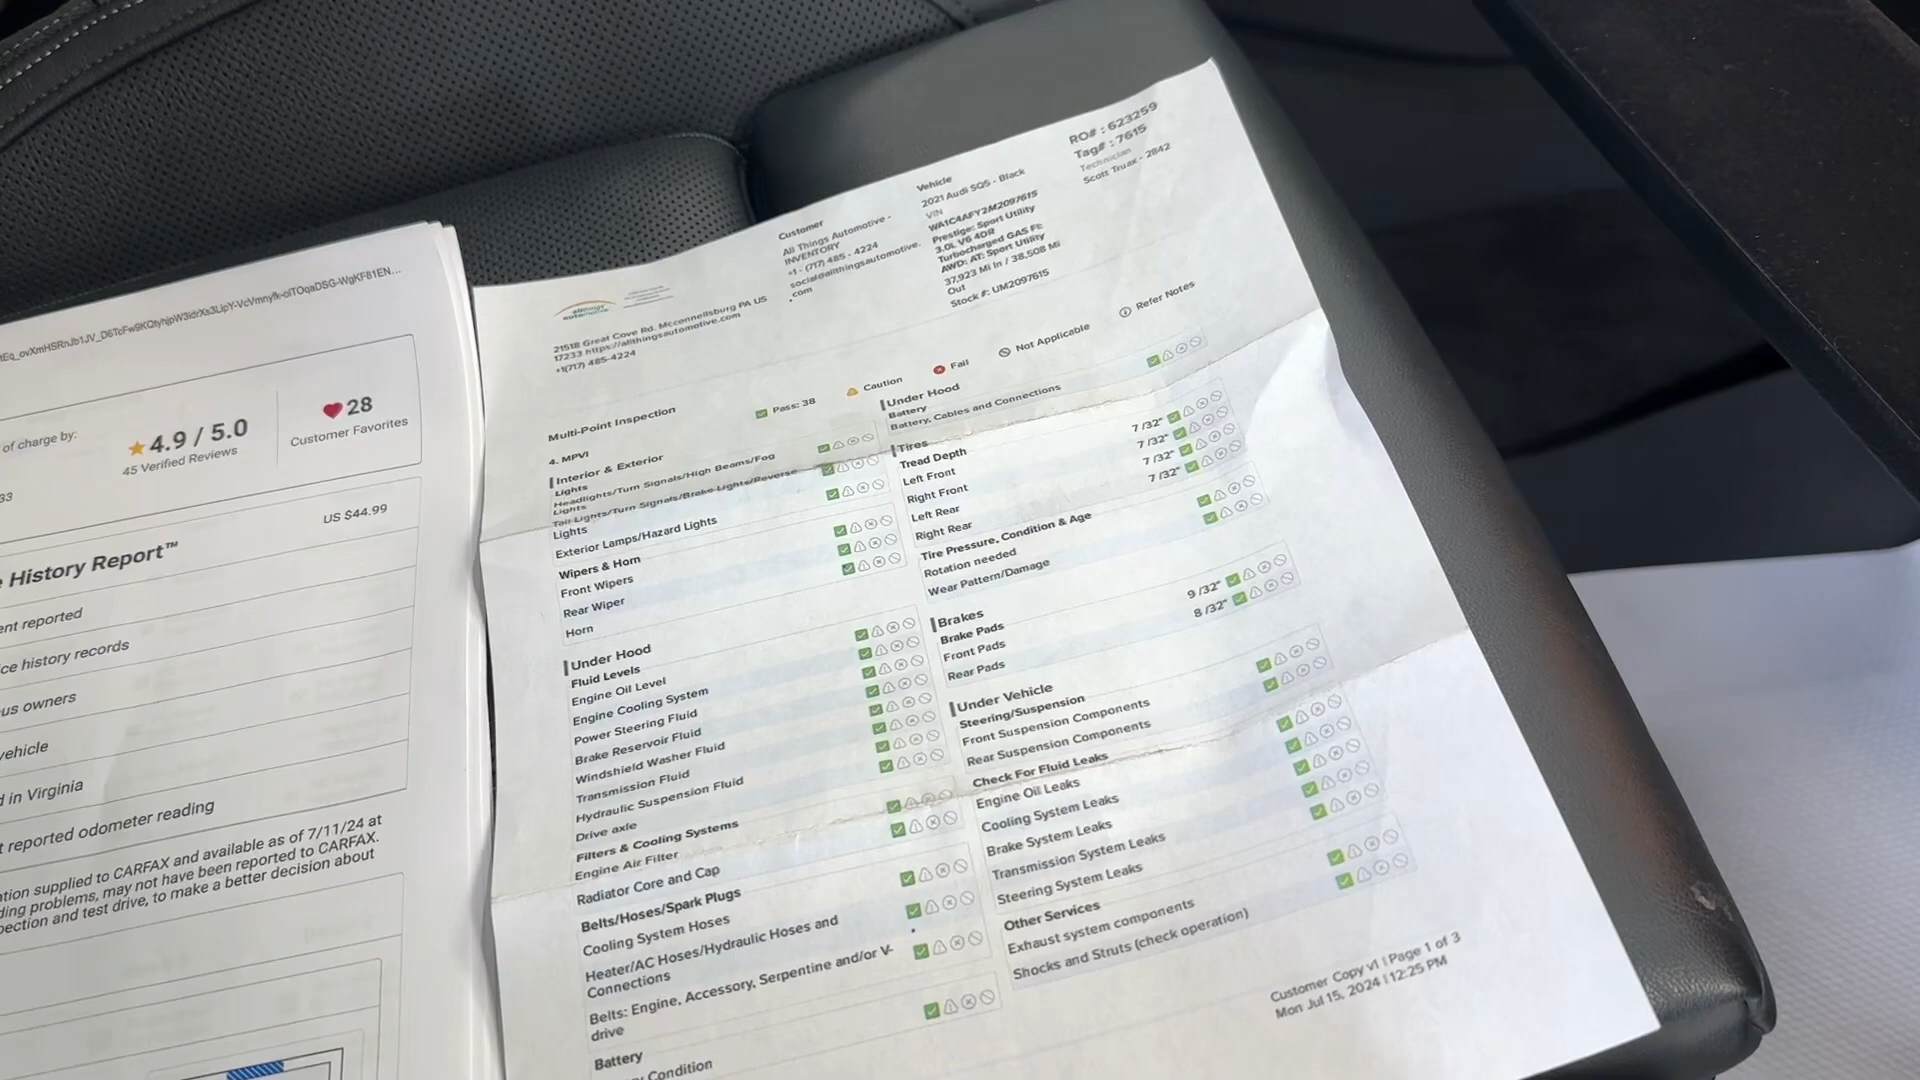 tEq_ovXmHSRnJb1JV_D6TcFw9KQtyhjpW3idrXs3LipY-VcVmnyfk-olTOqaDSG-WgKF81EN...
of charge by:
4.9 / 5.0
45 Verified Reviews
28
Customer Favorites
33
US $44.99
History Report™
reported
history records
owners
vehicle
d in Virginia
reported odometer reading
supplied to CARFAX and available as of 7/11/24 at
problems, may not have been reported to CARFAX.
and test drive, to make a better decision about
allthings
automotive
21518 Great Cove Rd. Mcconnellsburg PA US
17233 https://allthingsautomotive.com
+1(717) 485-4224
Customer
All Things Automotive -
INVENTORY
+1 - (717) 485 - 4224
social@allthingsautomotive.
com
Vehicle
2021 Audi SQ5 - Black
VIN
WA1C4AFY2M2097615
Prestige: Sport Utility
3.0L V6 4DR
Turbocharged GAS FI:
AWD: AT: Sport Utility
37,923 Mi In / 38,508 Mi
Out
Stock #: UM2097615
RO# : 623259
Tag# : 7615
Technician
Scott Truax - 2842
Multi-Point Inspection
Pass: 38
Caution
Fail
Not Applicable
Refer Notes
4. MPVI
Interior & Exterior
Lights
Headlights/Turn Signals/High Beams/Fog
Lights
Tail Lights/Turn Signals/Brake Lights/Reverse
Lights
Exterior Lamps/Hazard Lights
Wipers & Horn
Front Wipers
Rear Wiper
Horn
Under Hood
Fluid Levels
Engine Oil Level
Engine Cooling System
Power Steering Fluid
Brake Reservoir Fluid
Windshield Washer Fluid
Transmission Fluid
Hydraulic Suspension Fluid
Drive axle
Filters & Cooling Systems
Engine Air Filter
Radiator Core and Cap
Belts/Hoses/Spark Plugs
Cooling System Hoses
Heater/AC Hoses/Hydraulic Hoses and
Connections
Belts: Engine, Accessory, Serpentine and/or V-
drive
Battery
Condition
Under Hood
Battery
Battery, Cables and Connections
Tires
Tread Depth
Left Front 7 /32"
Right Front 7 /32"
Left Rear 7 /32"
Right Rear 7 /32"
Tire Pressure, Condition & Age
Rotation needed
Wear Pattern/Damage
Brakes
Brake Pads
Front Pads 9 /32"
Rear Pads 8 /32"
Under Vehicle
Steering/Suspension
Front Suspension Components
Rear Suspension Components
Check For Fluid Leaks
Engine Oil Leaks
Cooling System Leaks
Brake System Leaks
Transmission System Leaks
Steering System Leaks
Other Services
Exhaust system components
Shocks and Struts (check operation)
Customer Copy v1 | Page 1 of 3
Mon Jul 15, 2024 | 12:25 PM